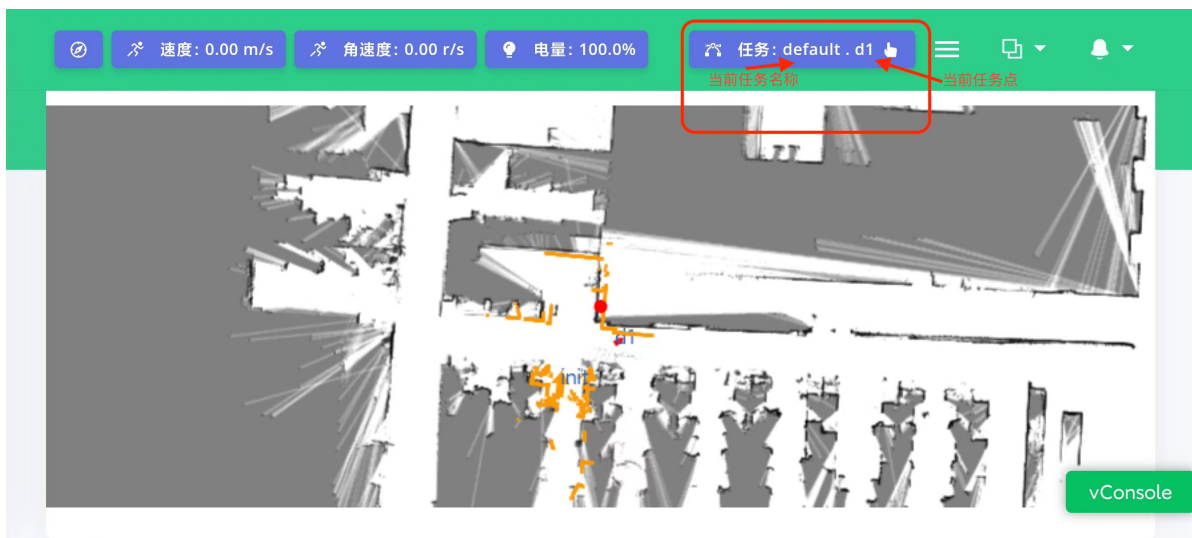 速度: 0.00 m/s
角速度: 0.00 r/s
电量: 100.0%
任务: default . d1
当前任务名称
当前任务点
d1
init
vConsole